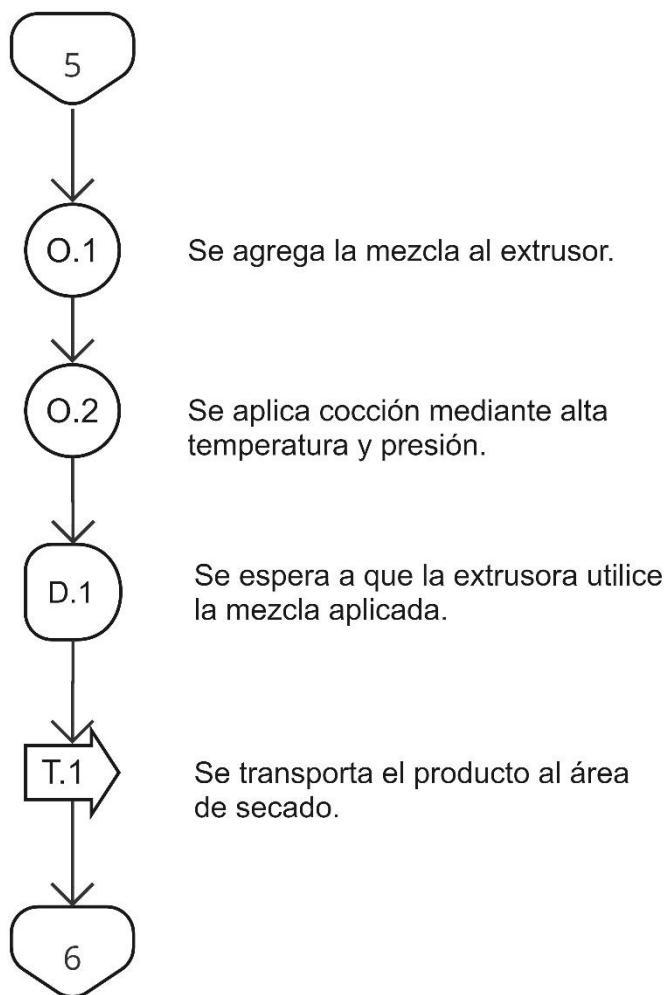 5
O.1
Se agrega la mezcla al extrusor.
O.2
Se aplica cocción mediante alta
temperatura y presión.
D.1
Se espera a que la extrusora utilice
la mezcla aplicada.
T.1
Se transporta el producto al área
de secado.
6